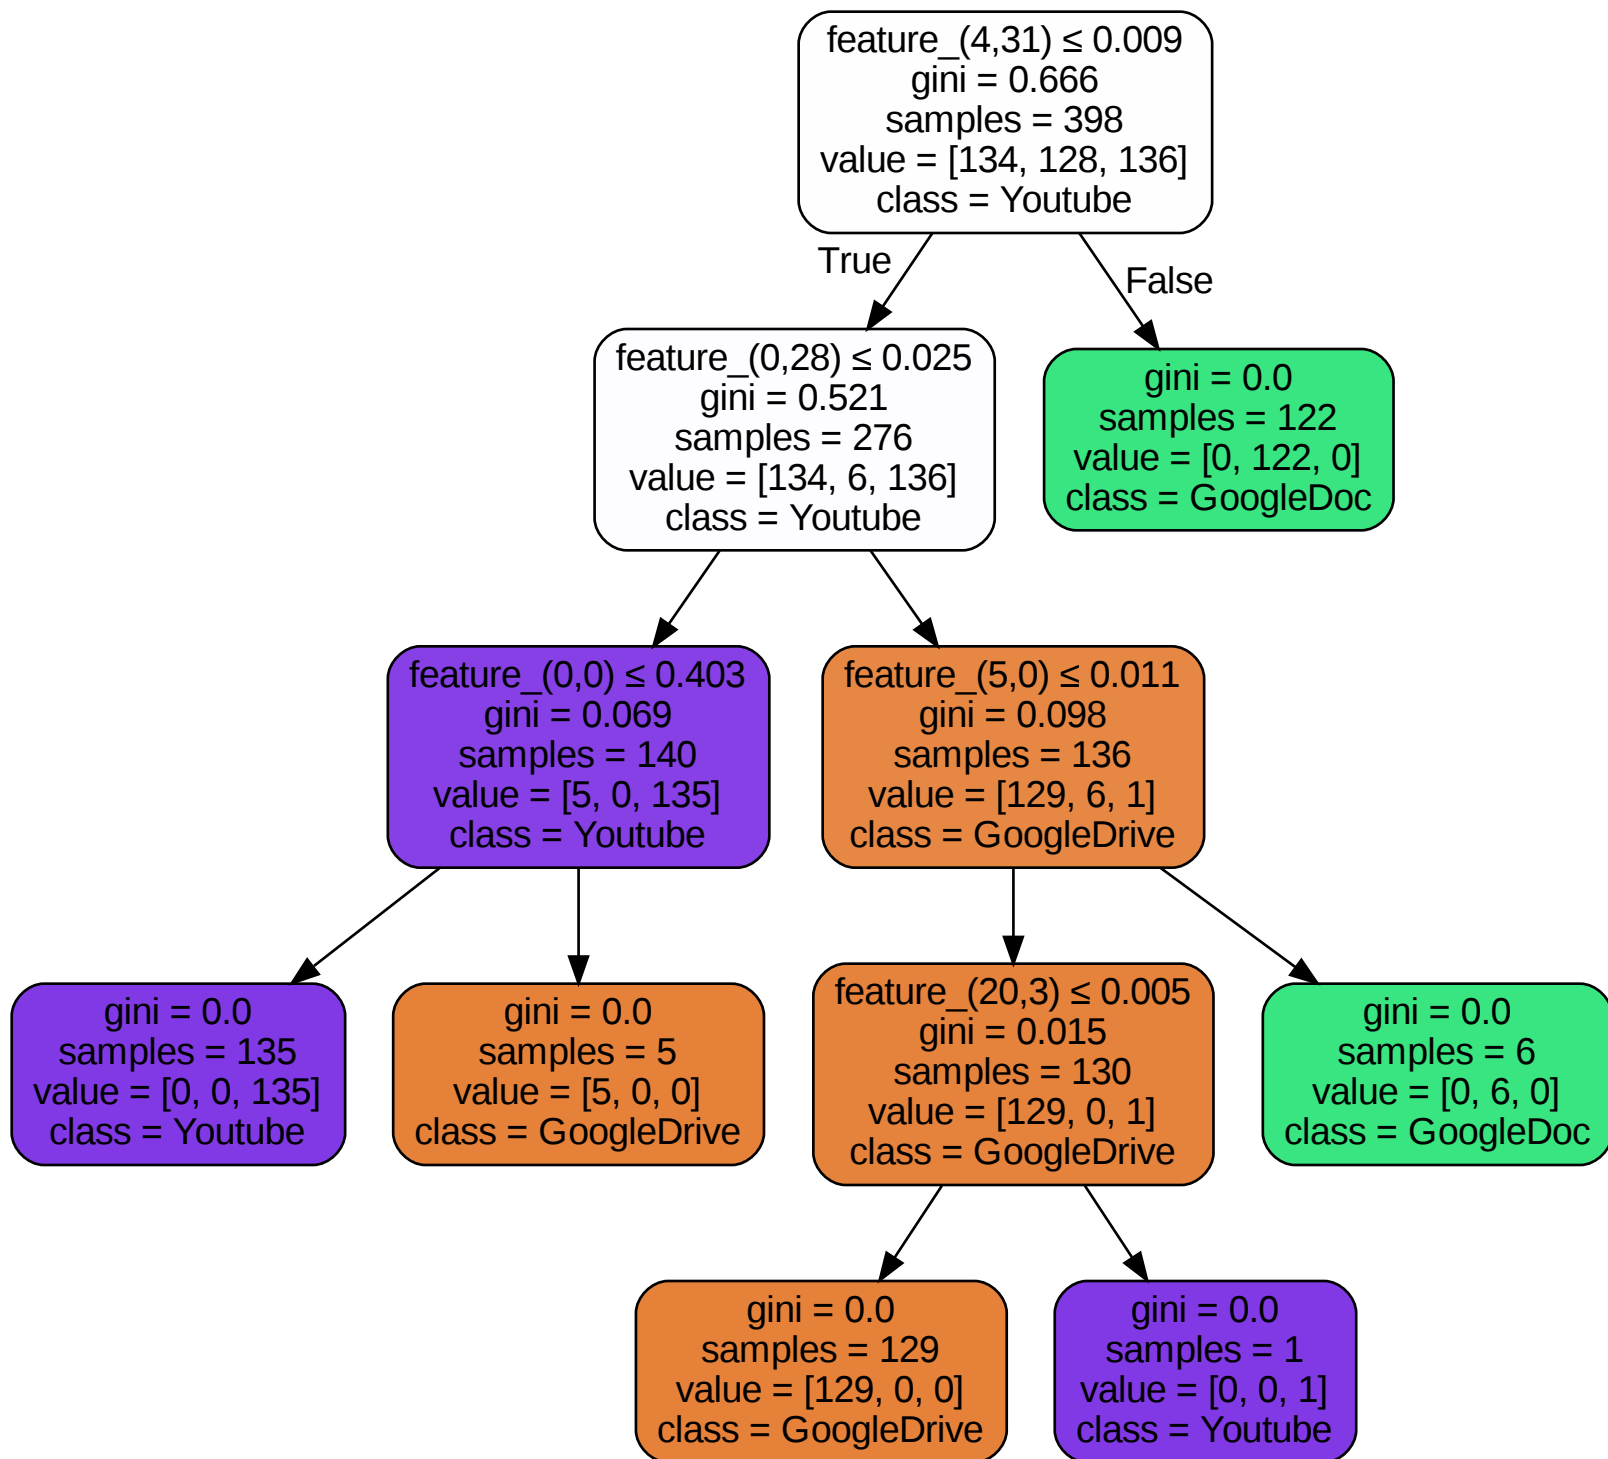 feature_(4,31) ≤ 0.009
gini = 0.666
samples = 398
value = [134, 128, 136]
class = Youtube
True
False
feature_(0,28) ≤ 0.025
gini = 0.521
samples = 276
value = [134, 6, 136]
class = Youtube
gini = 0.0
samples = 122
value = [0, 122, 0]
class = GoogleDoc
feature_(0,0) ≤ 0.403
gini = 0.069
samples = 140
value = [5, 0, 135]
class = Youtube
feature_(5,0) ≤ 0.011
gini = 0.098
samples = 136
value = [129, 6, 1]
class = GoogleDrive
gini = 0.0
samples = 135
value = [0, 0, 135]
class = Youtube
gini = 0.0
samples = 5
value = [5, 0, 0]
class = GoogleDrive
feature_(20,3) ≤ 0.005
gini = 0.015
samples = 130
value = [129, 0, 1]
class = GoogleDrive
gini = 0.0
samples = 6
value = [0, 6, 0]
class = GoogleDoc
gini = 0.0
samples = 129
value = [129, 0, 0]
class = GoogleDrive
gini = 0.0
samples = 1
value = [0, 0, 1]
class = Youtube